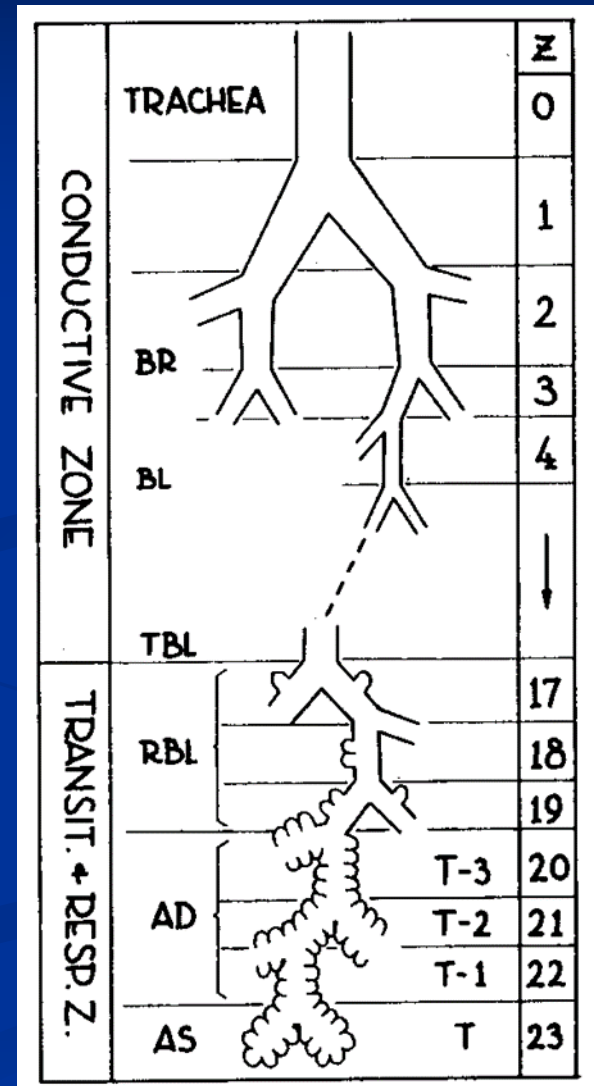 Z
TRACHEA
0
CONDUCTIVE ZONE
1
2
BR
3
BL
4
TBL
TRANSIT. + RESP. Z.
17
RBL
18
19
T-3 20
AD
T-2 21
T-1 22
AS T 23